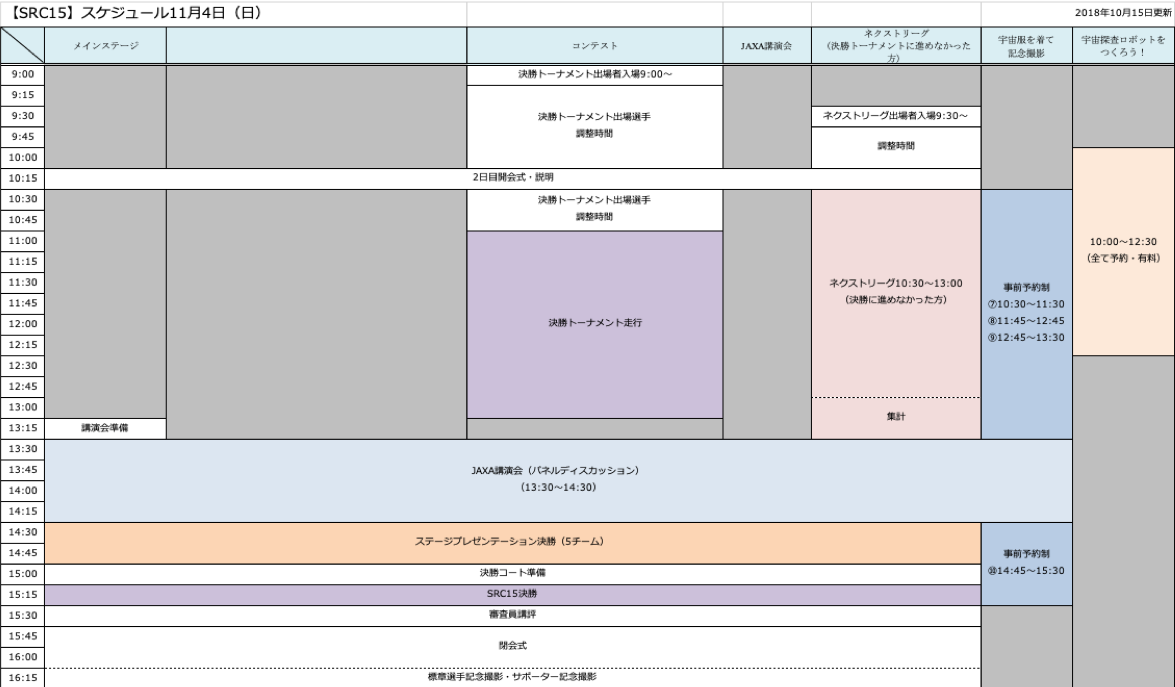 【SRC15】スケジュール11月4日（日）
2018年10月15日更新
メインステージ
コンテスト
JAXA講演会
ネクストリーグ
（決勝トーナメントに進めなかった
方）
宇宙服を着て
記念撮影
宇宙探査ロボットを
つくろう！
9:00
決勝トーナメント出場者入場9:00～
9:15
決勝トーナメント出場選手
調整時間
9:30
ネクストリーグ出場者入場9:30～
9:45
調整時間
10:00
10:15
2日目開会式・説明
10:30
決勝トーナメント出場選手
調整時間
10:45
11:00
10:00～12:30
（全て予約・有料）
11:15
11:30
ネクストリーグ10:30～13:00
（決勝に進めなかった方）
事前予約制
⑦10:30～11:30
⑧11:45～12:45
⑨12:45～13:30
11:45
12:00
決勝トーナメント走行
12:15
12:30
12:45
13:00
集計
13:15
講演会準備
13:30
13:45
JAXA講演会（パネルディスカッション）
（13:30～14:30）
14:00
14:15
14:30
ステージプレゼンテーション決勝（5チーム）
14:45
事前予約制
⑩14:45～15:30
15:00
決勝コート準備
15:15
SRC15決勝
15:30
審査員講評
15:45
閉会式
16:00
16:15
標章選手記念撮影・サポーター記念撮影